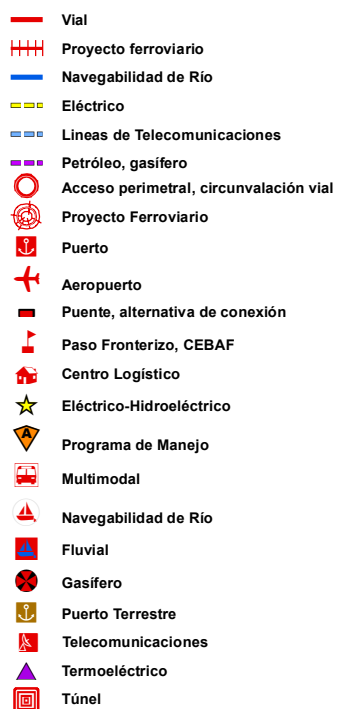 Vial
Proyecto ferroviario
Navegabilidad de Río
Eléctrico
Lineas de Telecomunicaciones
Petróleo, gasífero
Acceso perimetral, circunvalación vial
Proyecto Ferroviario
Puerto
Aeropuerto
Puente, alternativa de conexión
Paso Fronterizo, CEBAF
Centro Logístico
Eléctrico-Hidroeléctrico
A
Programa de Manejo
Multimodal
Navegabilidad de Río
Fluvial
Gasífero
Puerto Terrestre
Telecomunicaciones
Termoeléctrico
Túnel